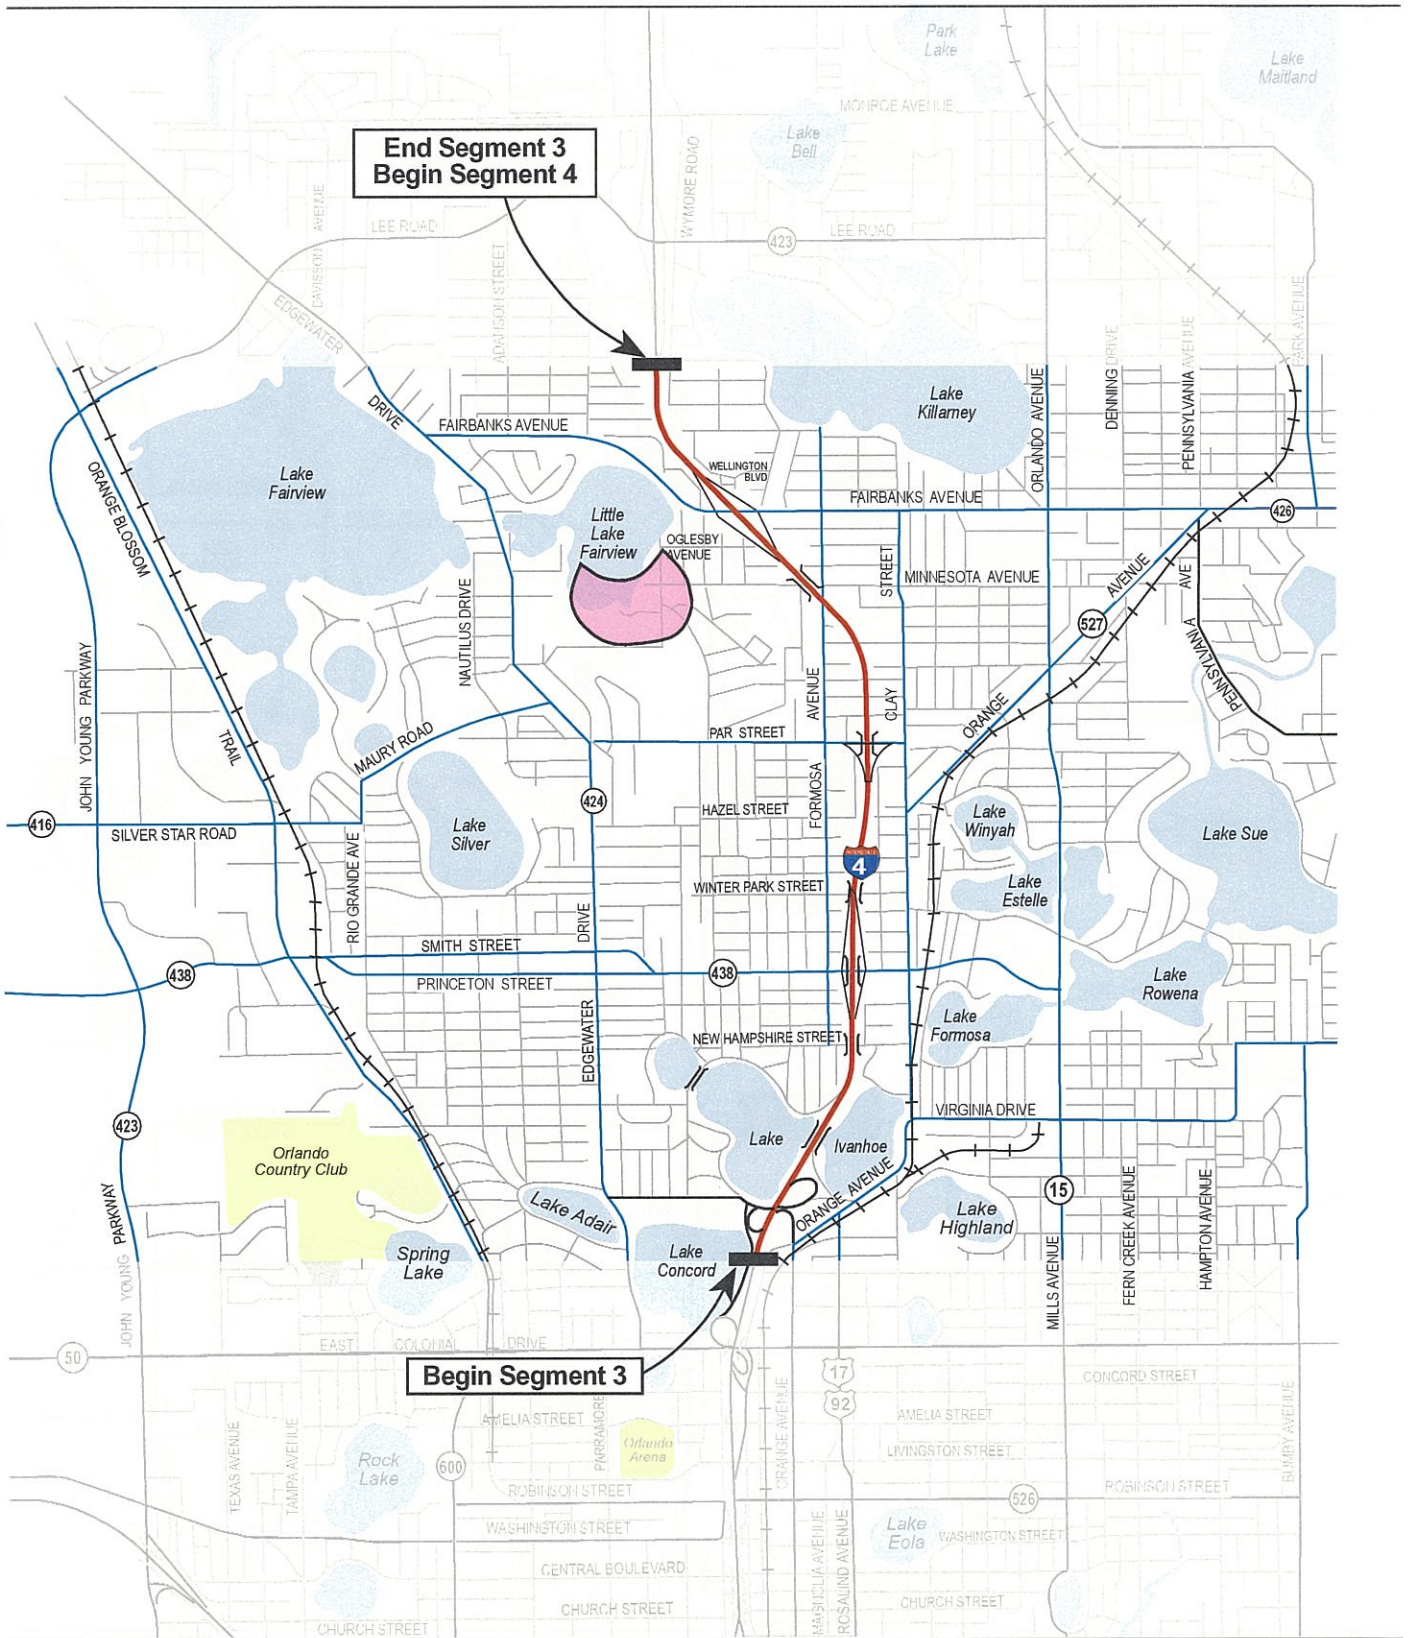 Park
Lake
Lake
Maitland
MONROE AVENUE
Lake
Bell
End Segment 3
Begin Segment 4
WYMORE ROAD
DAVISSON AVENUE
LEE ROAD
423
LEE ROAD
ADANSON STREET
EDGEWATER
PARK AVENUE
DRIVE
Lake
Killarney
ORLANDO AVENUE
DENNING DRIVE
PENNSYLVANIA AVENUE
FAIRBANKS AVENUE
Lake
Fairview
ORANGE BLOSSOM
WELLINGTON
BLVD
FAIRBANKS AVENUE
426
Little
Lake
Fairview
OGLESBY
AVENUE
STREET
MINNESOTA AVENUE
AVENUE
AVE
NAUTILUS DRIVE
527
PENNSYLVANIA
JOHN YOUNG PARKWAY
AVENUE
CLAY
ORANGE
TRAIL
MAURY ROAD
PAR STREET
424
HAZEL STREET
FORMOSA
416
SILVER STAR ROAD
Lake
Silver
Lake
Winyah
Lake Sue
RIO GRANDE AVE
INTERSTATE
4
WINTER PARK STREET
Lake
Estelle
DRIVE
SMITH STREET
438
438
PRINCETON STREET
Lake
Rowena
EDGEWATER
NEW HAMPSHIRE STREET
Lake
Formosa
423
VIRGINIA DRIVE
Orlando
Country Club
Lake
Ivanhoe
PARKWAY
Lake Adair
ORANGE AVENUE
Lake
Highland
15
FERN CREEK AVENUE
HAMPTON AVENUE
Spring
Lake
Lake
Concord
MILLS AVENUE
JOHN YOUNG
EAST COLONIAL DRIVE
50
Begin Segment 3
17
92
CONCORD STREET
AMELIA STREET
PARRAMORE
Orlando
Arena
ORANGE AVENUE
AMELIA STREET
LIVINGSTON STREET
BUMBY AVENUE
TEXAS AVENUE
TAMPA AVENUE
Rock
Lake
600
ROBINSON STREET
526
ROBINSON STREET
WASHINGTON STREET
Lake
Eola
WASHINGTON STREET
CENTRAL BOULEVARD
MAGNOLIA AVENUE
ROSALIND AVENUE
CHURCH STREET
CHURCH STREET
CHURCH STREET